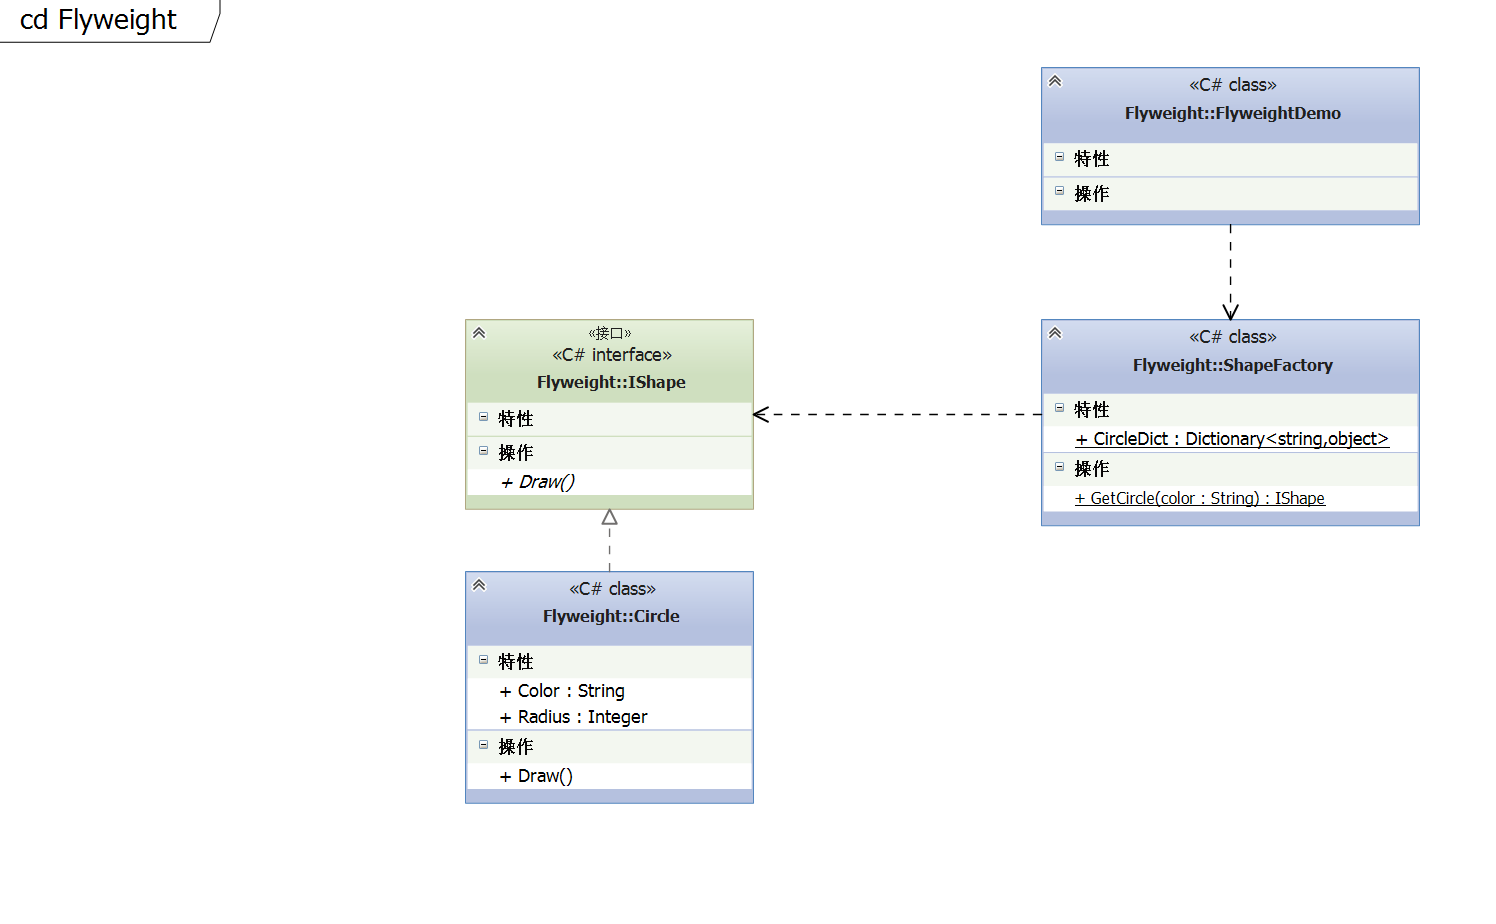 cd Flyweight
«C# class»
Flyweight::FlyweightDemo
特性
操作
«接口»
«C# interface»
Flyweight::IShape
特性
操作
+ Draw()
«C# class»
Flyweight::ShapeFactory
特性
+ CircleDict : Dictionary<string,object>
操作
+ GetCircle(color : String) : IShape
«C# class»
Flyweight::Circle
特性
+ Color : String
+ Radius : Integer
操作
+ Draw()